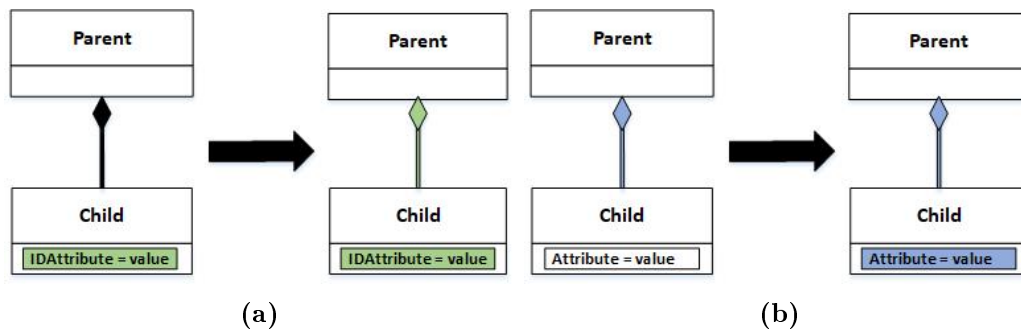 Parent
Parent
Parent
Parent
Child
Child
Child
Child
IDAttribute = value
IDAttribute = value
Attribute = value
Attribute = value
(a)
(b)